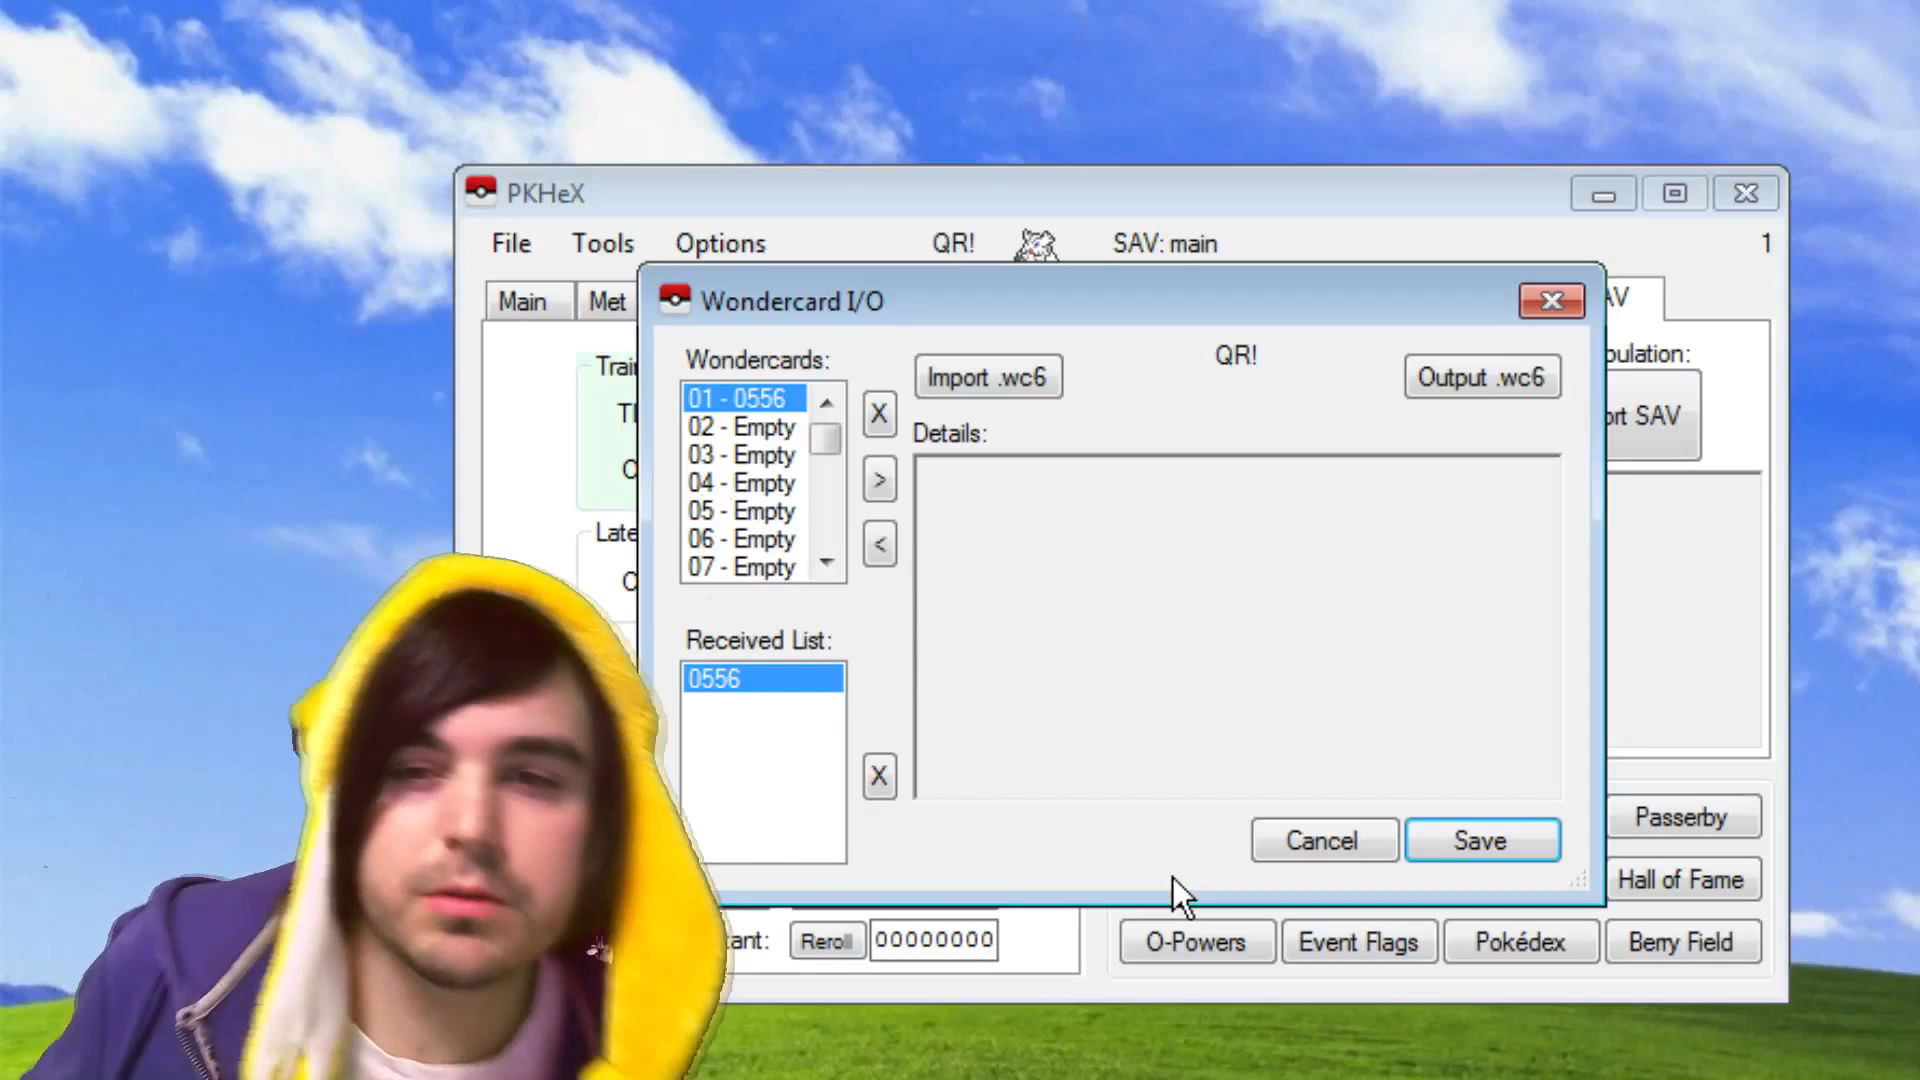 PKHeX
File Tools Options QR! SAV: main 1
Main Met
Wondercard I/O
Wondercards:
Import .wc6
QR!
Output .wc6
01 - 0556
02 - Empty
03 - Empty
04 - Empty
05 - Empty
06 - Empty
07 - Empty
X
>
<
Details:
Received List:
0556
X
Cancel
Save
Passerby
Hall of Fame
Reroll 00000000
O-Powers
Event Flags
Pokédex
Berry Field
SAV